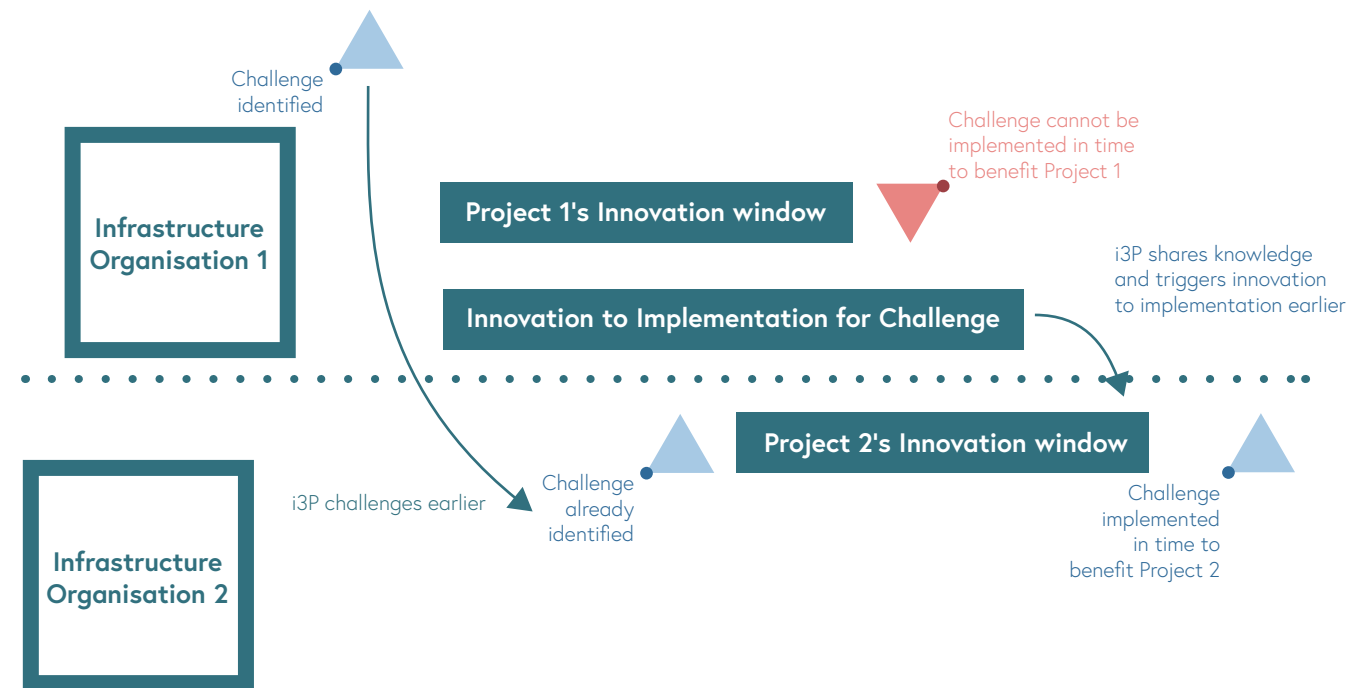 Challenge
identified
Infrastructure
Organisation 1
Project 1's Innovation window
Challenge cannot be
implemented in time
to benefit Project 1
Innovation to Implementation for Challenge
i3P shares knowledge
and triggers innovation
to implementation earlier
Infrastructure
Organisation 2
i3P challenges earlier
Challenge
already
identified
Project 2's Innovation window
Challenge
implemented
in time to
benefit Project 2